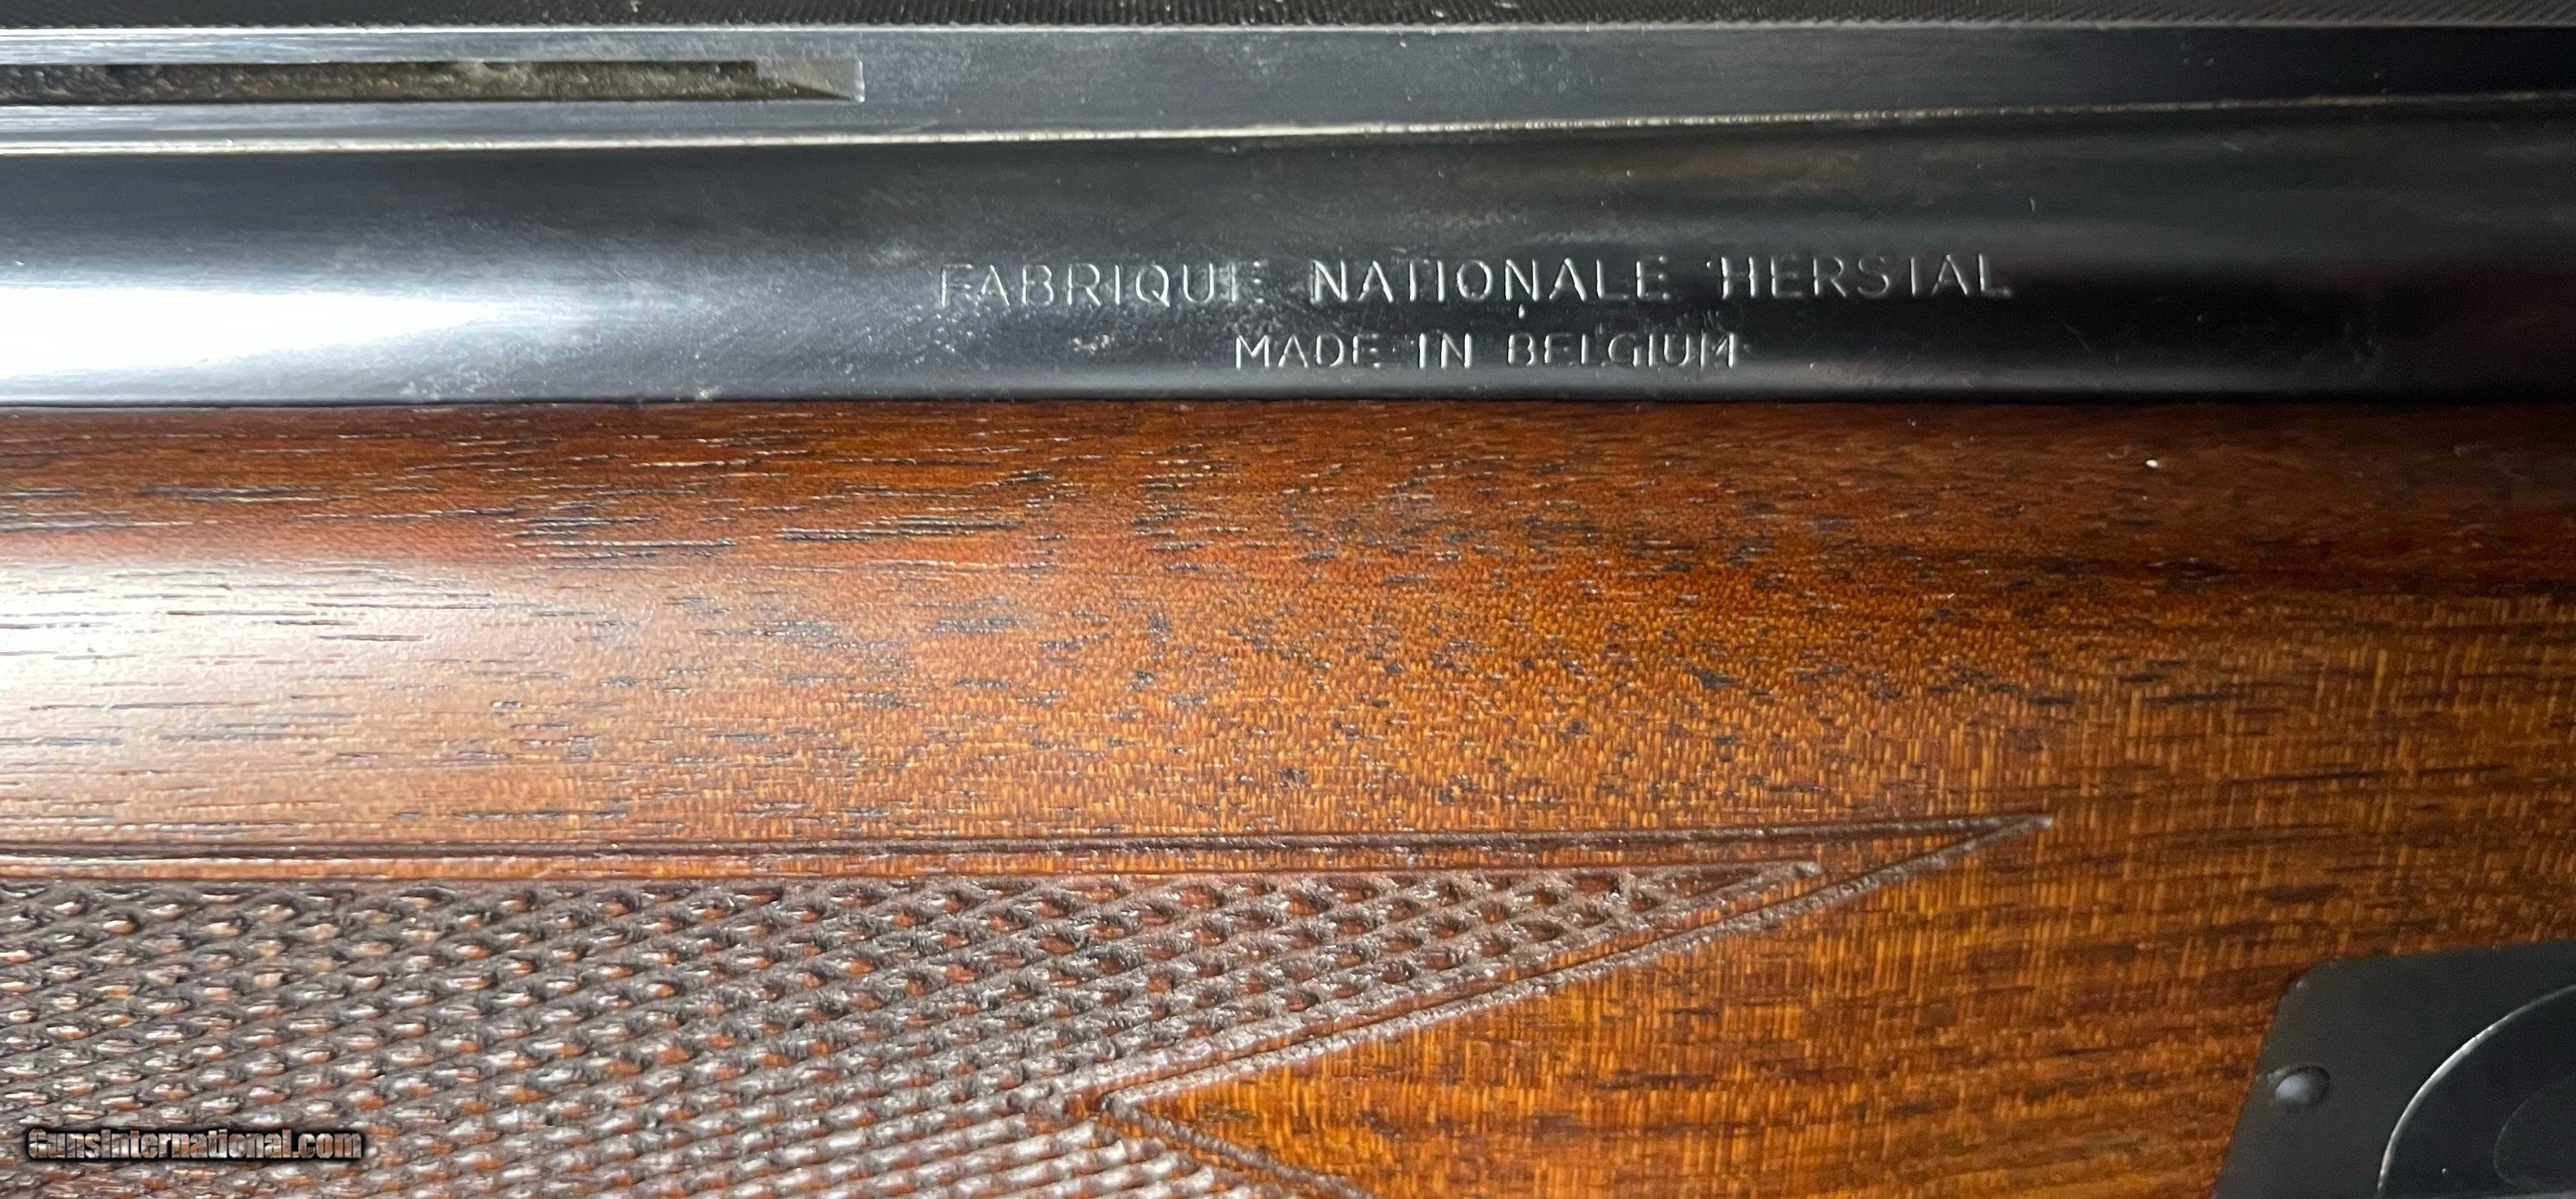 FABRIQUE NATIONALE HERSTAL
MADE IN BELGIUM
GunsInternational.com